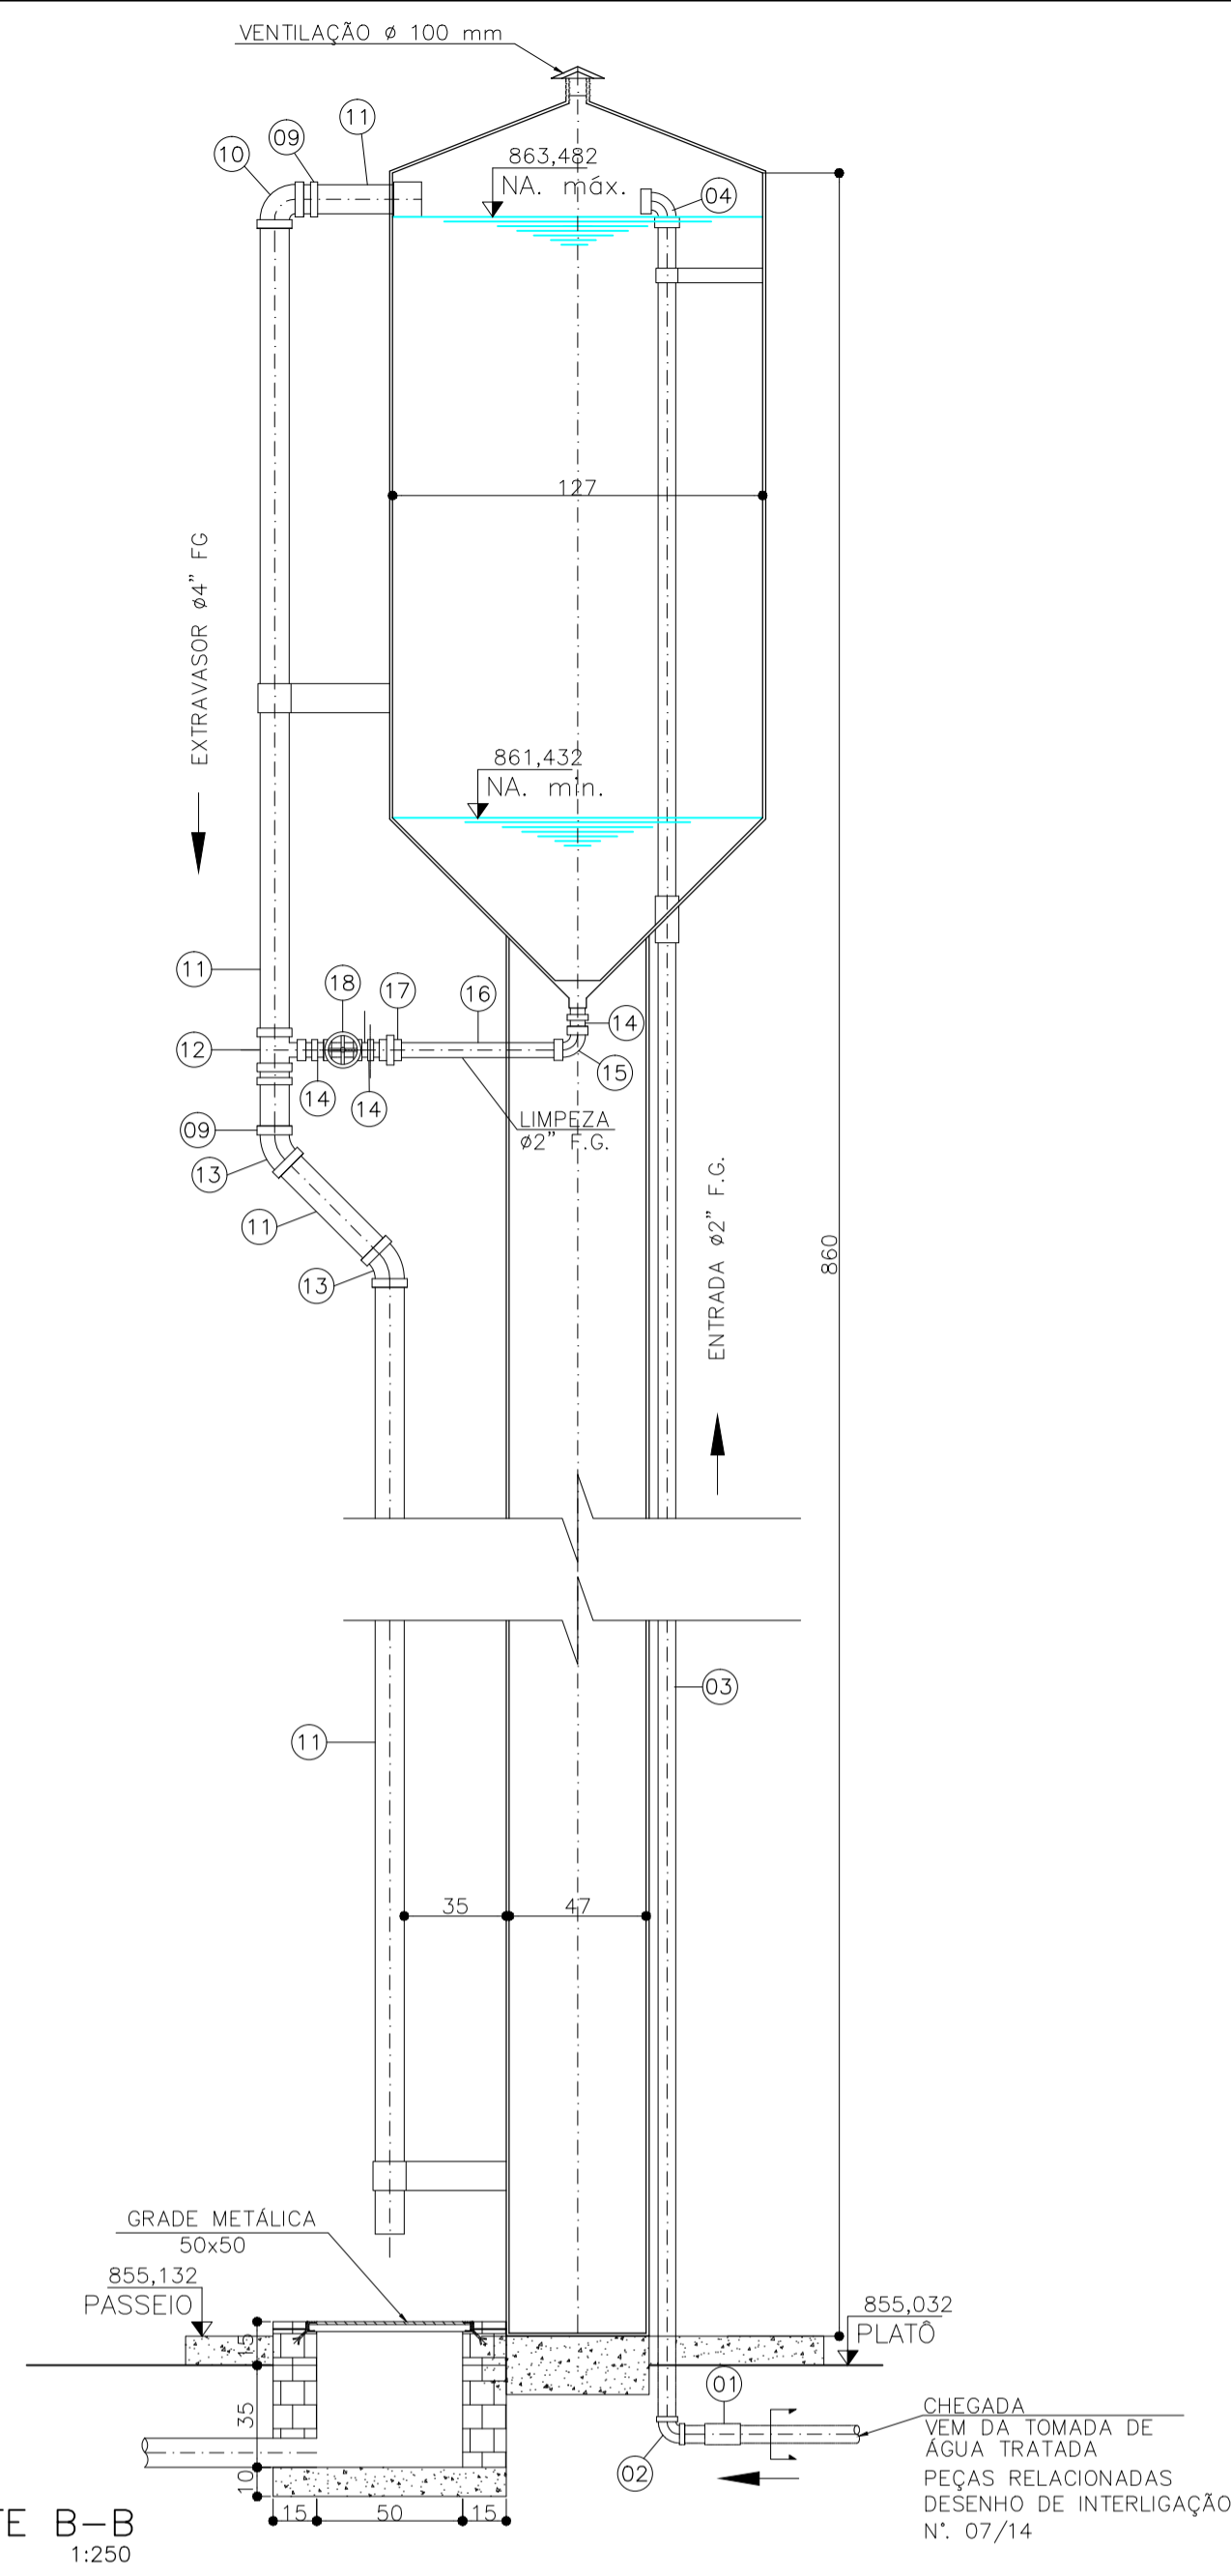 VENTILAÇÃO ø 100 mm
11
09
10
863,482
NA. máx.
04
127
EXTRAVASOR ø4" FG
861,432
NA. mín.
11
18
17
16
14
12
15
14
14
LIMPEZA
ø2" F.G.
09
13
11
13
ENTRADA ø2" F.G.
860
03
11
35
47
GRADE METÁLICA
50x50
855,132
PASSEIO
855,032
PLATÔ
15
35
10
01
02
CHEGADA
VEM DA TOMADA DE
ÁGUA TRATADA
PEÇAS RELACIONADAS
DESENHO DE INTERLIGAÇÃO
N°. 07/14
15
50
15
TE B-B
1:250